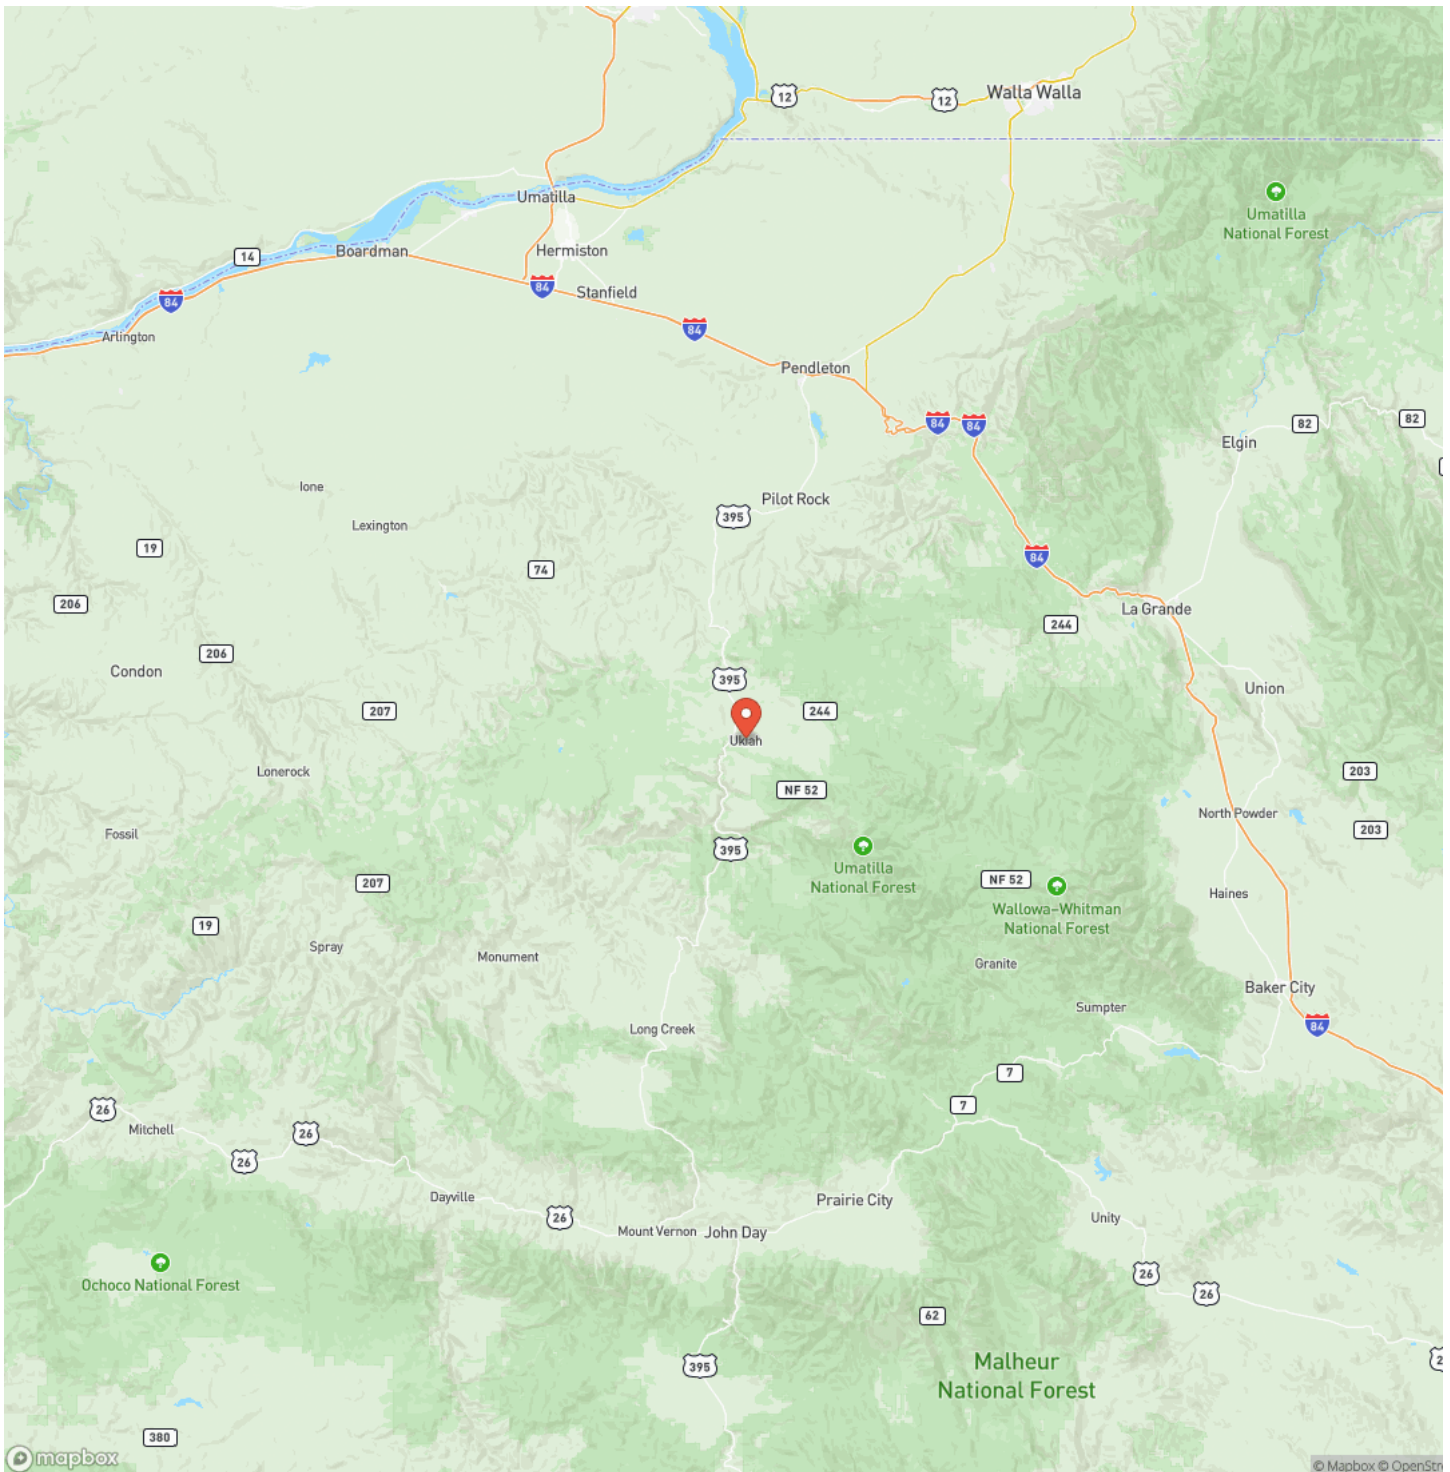 12
12
Walla Walla
Umatilla
Umatilla
National Forest
14
Boardman
Hermiston
84
Stanfield
84
84
Arlington
Pendleton
84
84
82
82
Elgin
Ione
Pilot Rock
395
Lexington
19
84
74
206
La Grande
244
206
Condon
395
Union
207
244
Ukiah
Lonerock
203
NF 52
North Powder
Fossil
203
395
Umatilla
National Forest
207
NF 52
Haines
Wallowa–Whitman
National Forest
19
Spray
Monument
Granite
Baker City
Sumpter
84
Long Creek
7
7
26
26
Mitchell
26
Dayville
Prairie City
26
Unity
Mount Vernon
John Day
Ochoco National Forest
26
26
62
395
Malheur
National Forest
380
mapbox
© Mapbox © OpenStre